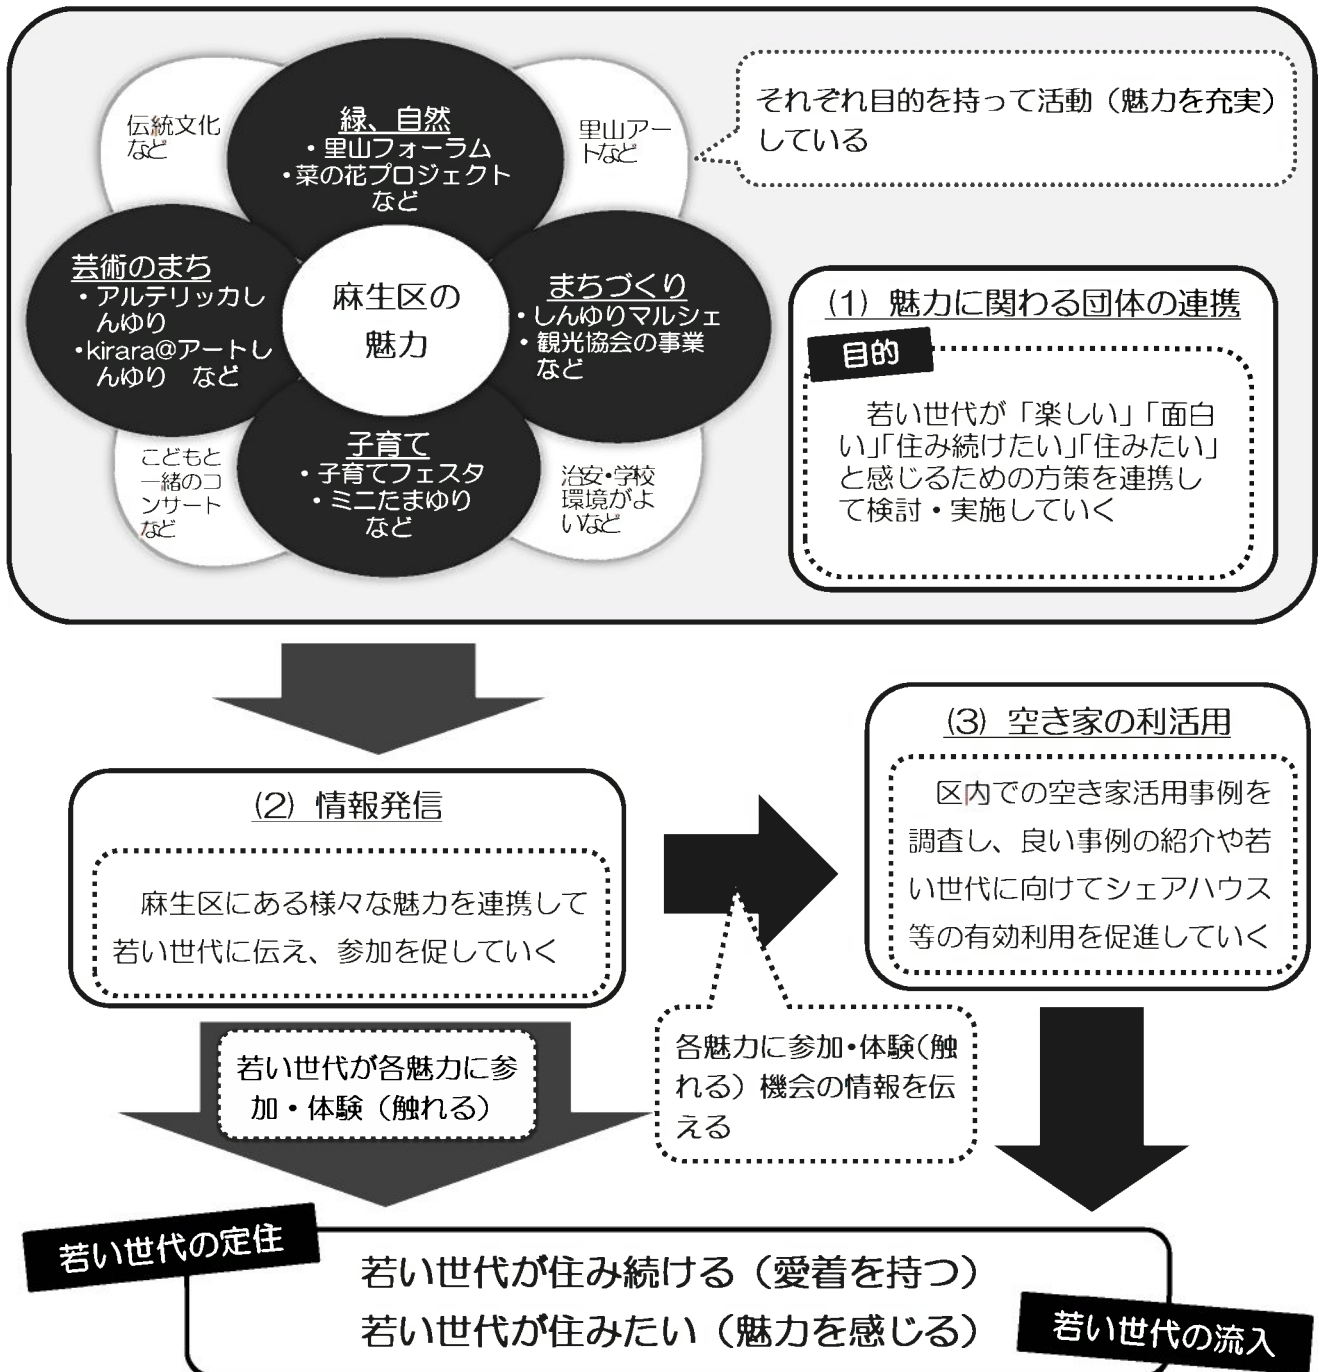 伝統文化
など
緑、自然
・里山フォーラム
・菜の花プロジェクト
など
里山アー
トなど
それぞれ目的を持って活動（魅力を充実）
している
芸術のまち
・アルテリッカし
んゆり
・kirara@アートし
んゆり　など
麻生区の
魅力
まちづくり
・しんゆりマルシェ
・観光協会の事業
など
こどもと
一緒のコ
ンサート
など
子育て
・子育てフェスタ
・ミニたまゆり
など
治安・学校
環境がよ
いなど
(1) 魅力に関わる団体の連携
目的
若い世代が「楽しい」「面白
い」「住み続けたい」「住みたい」
と感じるための方策を連携し
て検討・実施していく
(2) 情報発信
麻生区にある様々な魅力を連携して
若い世代に伝え、参加を促していく
(3) 空き家の利活用
区内での空き家活用事例を
調査し、良い事例の紹介や若
い世代に向けてシェアハウス
等の有効利用を促進していく
若い世代が各魅力に参
加・体験（触れる）
各魅力に参加・体験（触
れる）機会の情報を伝
える
若い世代の定住
若い世代が住み続ける（愛着を持つ）
若い世代が住みたい（魅力を感じる）
若い世代の流入